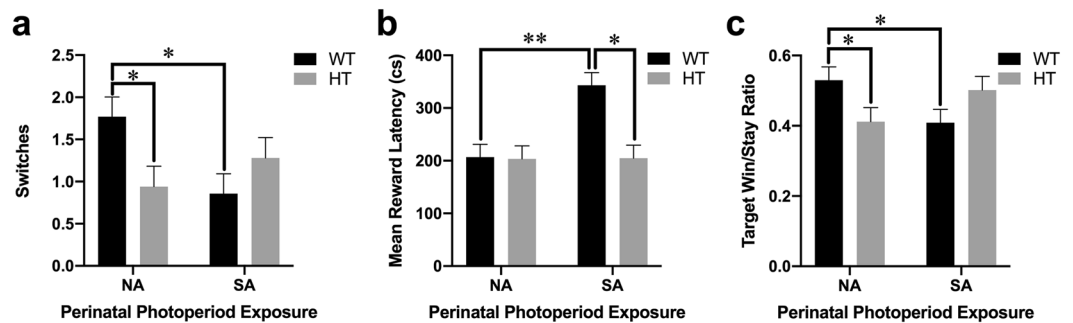 a
b
c
2.5
2.0
1.5
1.0
0.5
0.0
Switches
*
*
WT
HT
NA
SA
Perinatal Photoperiod Exposure
400
300
200
100
0
Mean Reward Latency (cs)
**
*
WT
HT
NA
SA
Perinatal Photoperiod Exposure
0.6
0.4
0.2
0.0
Target Win/Stay Ratio
*
*
WT
HT
NA
SA
Perinatal Photoperiod Exposure